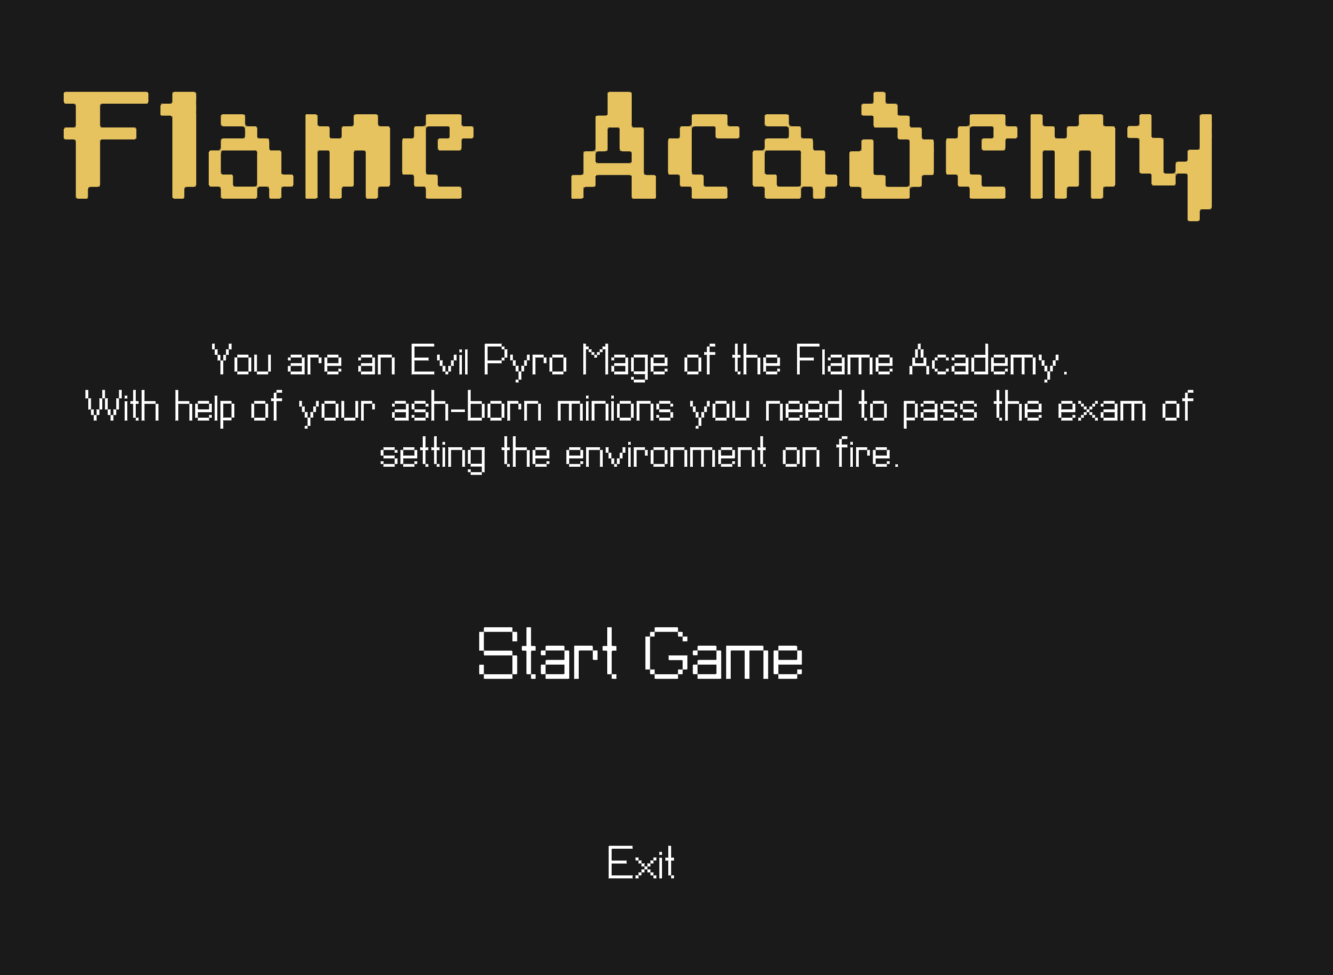 Flame Academy
You are an Evil Pyro Mage of the Flame Academy.
With help of your ash-born minions you need to pass the exam of
setting the environment on fire.
Start Game
Exit